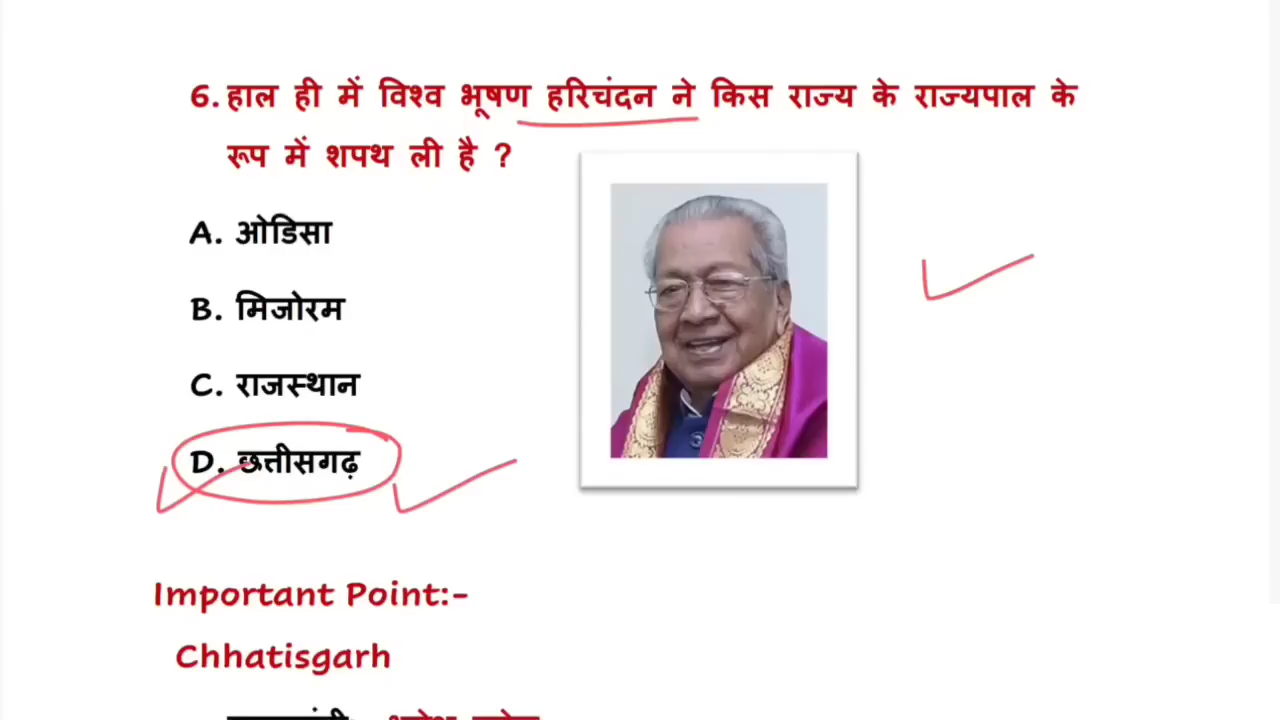 6. हाल ही में विश्व भूषण हरिचंदन ने किस राज्य के राज्यपाल के
रूप में शपथ ली है ?
A. ओडिसा
B. मिजोरम
C. राजस्थान
D. छत्तीसगढ़
Important Point:-
Chhatisgarh